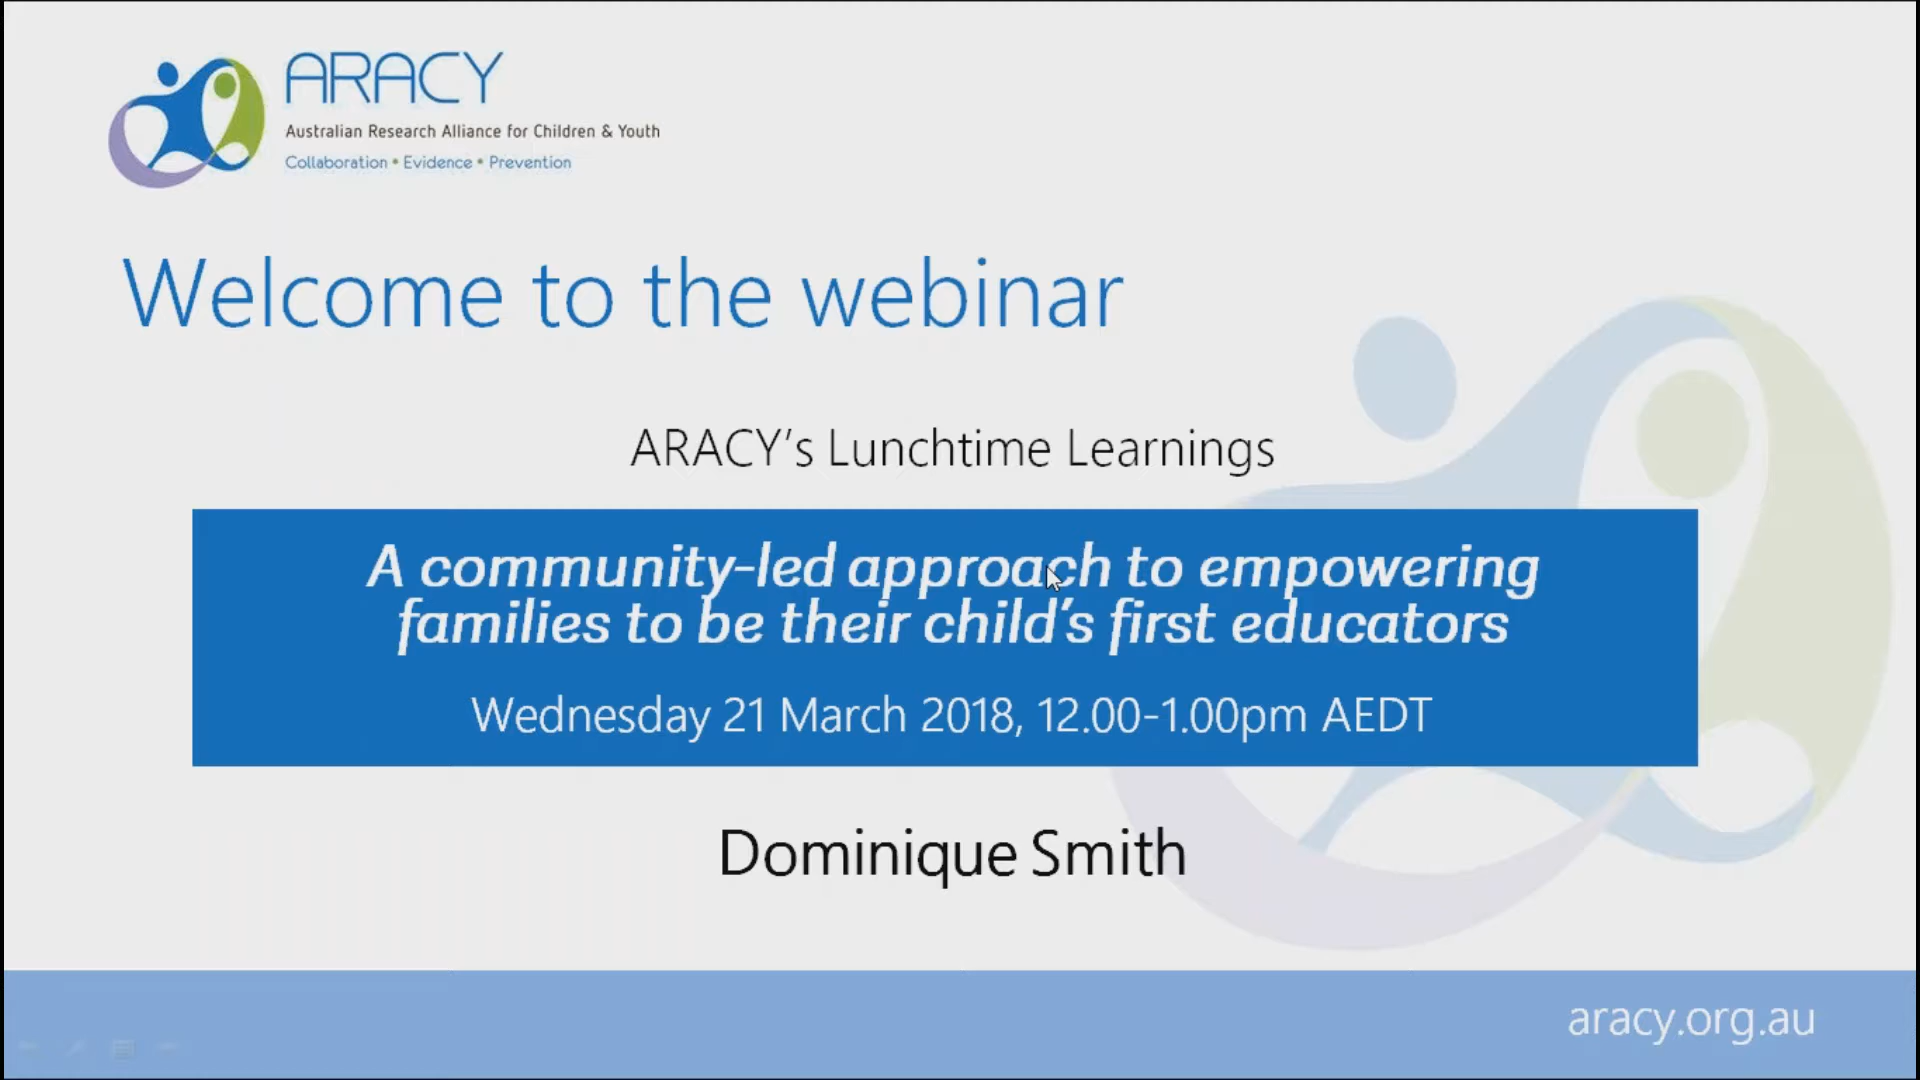 ARACY
Australian Research Alliance for Children & Youth
Collaboration • Evidence • Prevention
Welcome to the webinar
ARACY's Lunchtime Learnings
A community-led approach to empowering
families to be their child's first educators
Wednesday 21 March 2018, 12.00-1.00pm AEDT
Dominique Smith
aracy.org.au